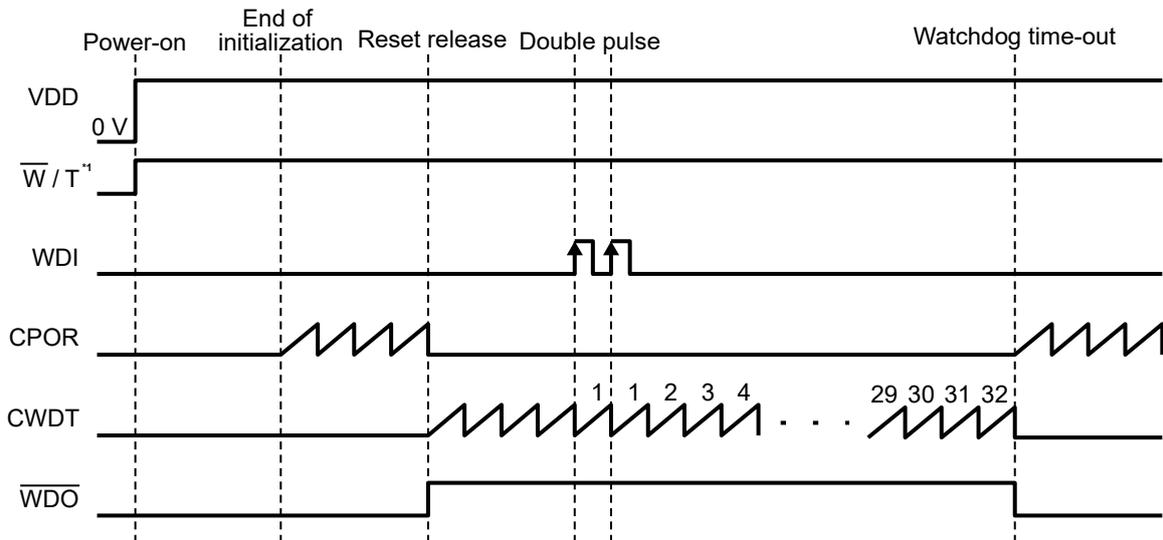 End of
Power-on initialization Reset release Double pulse Watchdog time-out
VDD
0 V
W / T *1
WDI
CPOR
1 1 2 3 4 29 30 31 32
CWDT
. . .
WDO